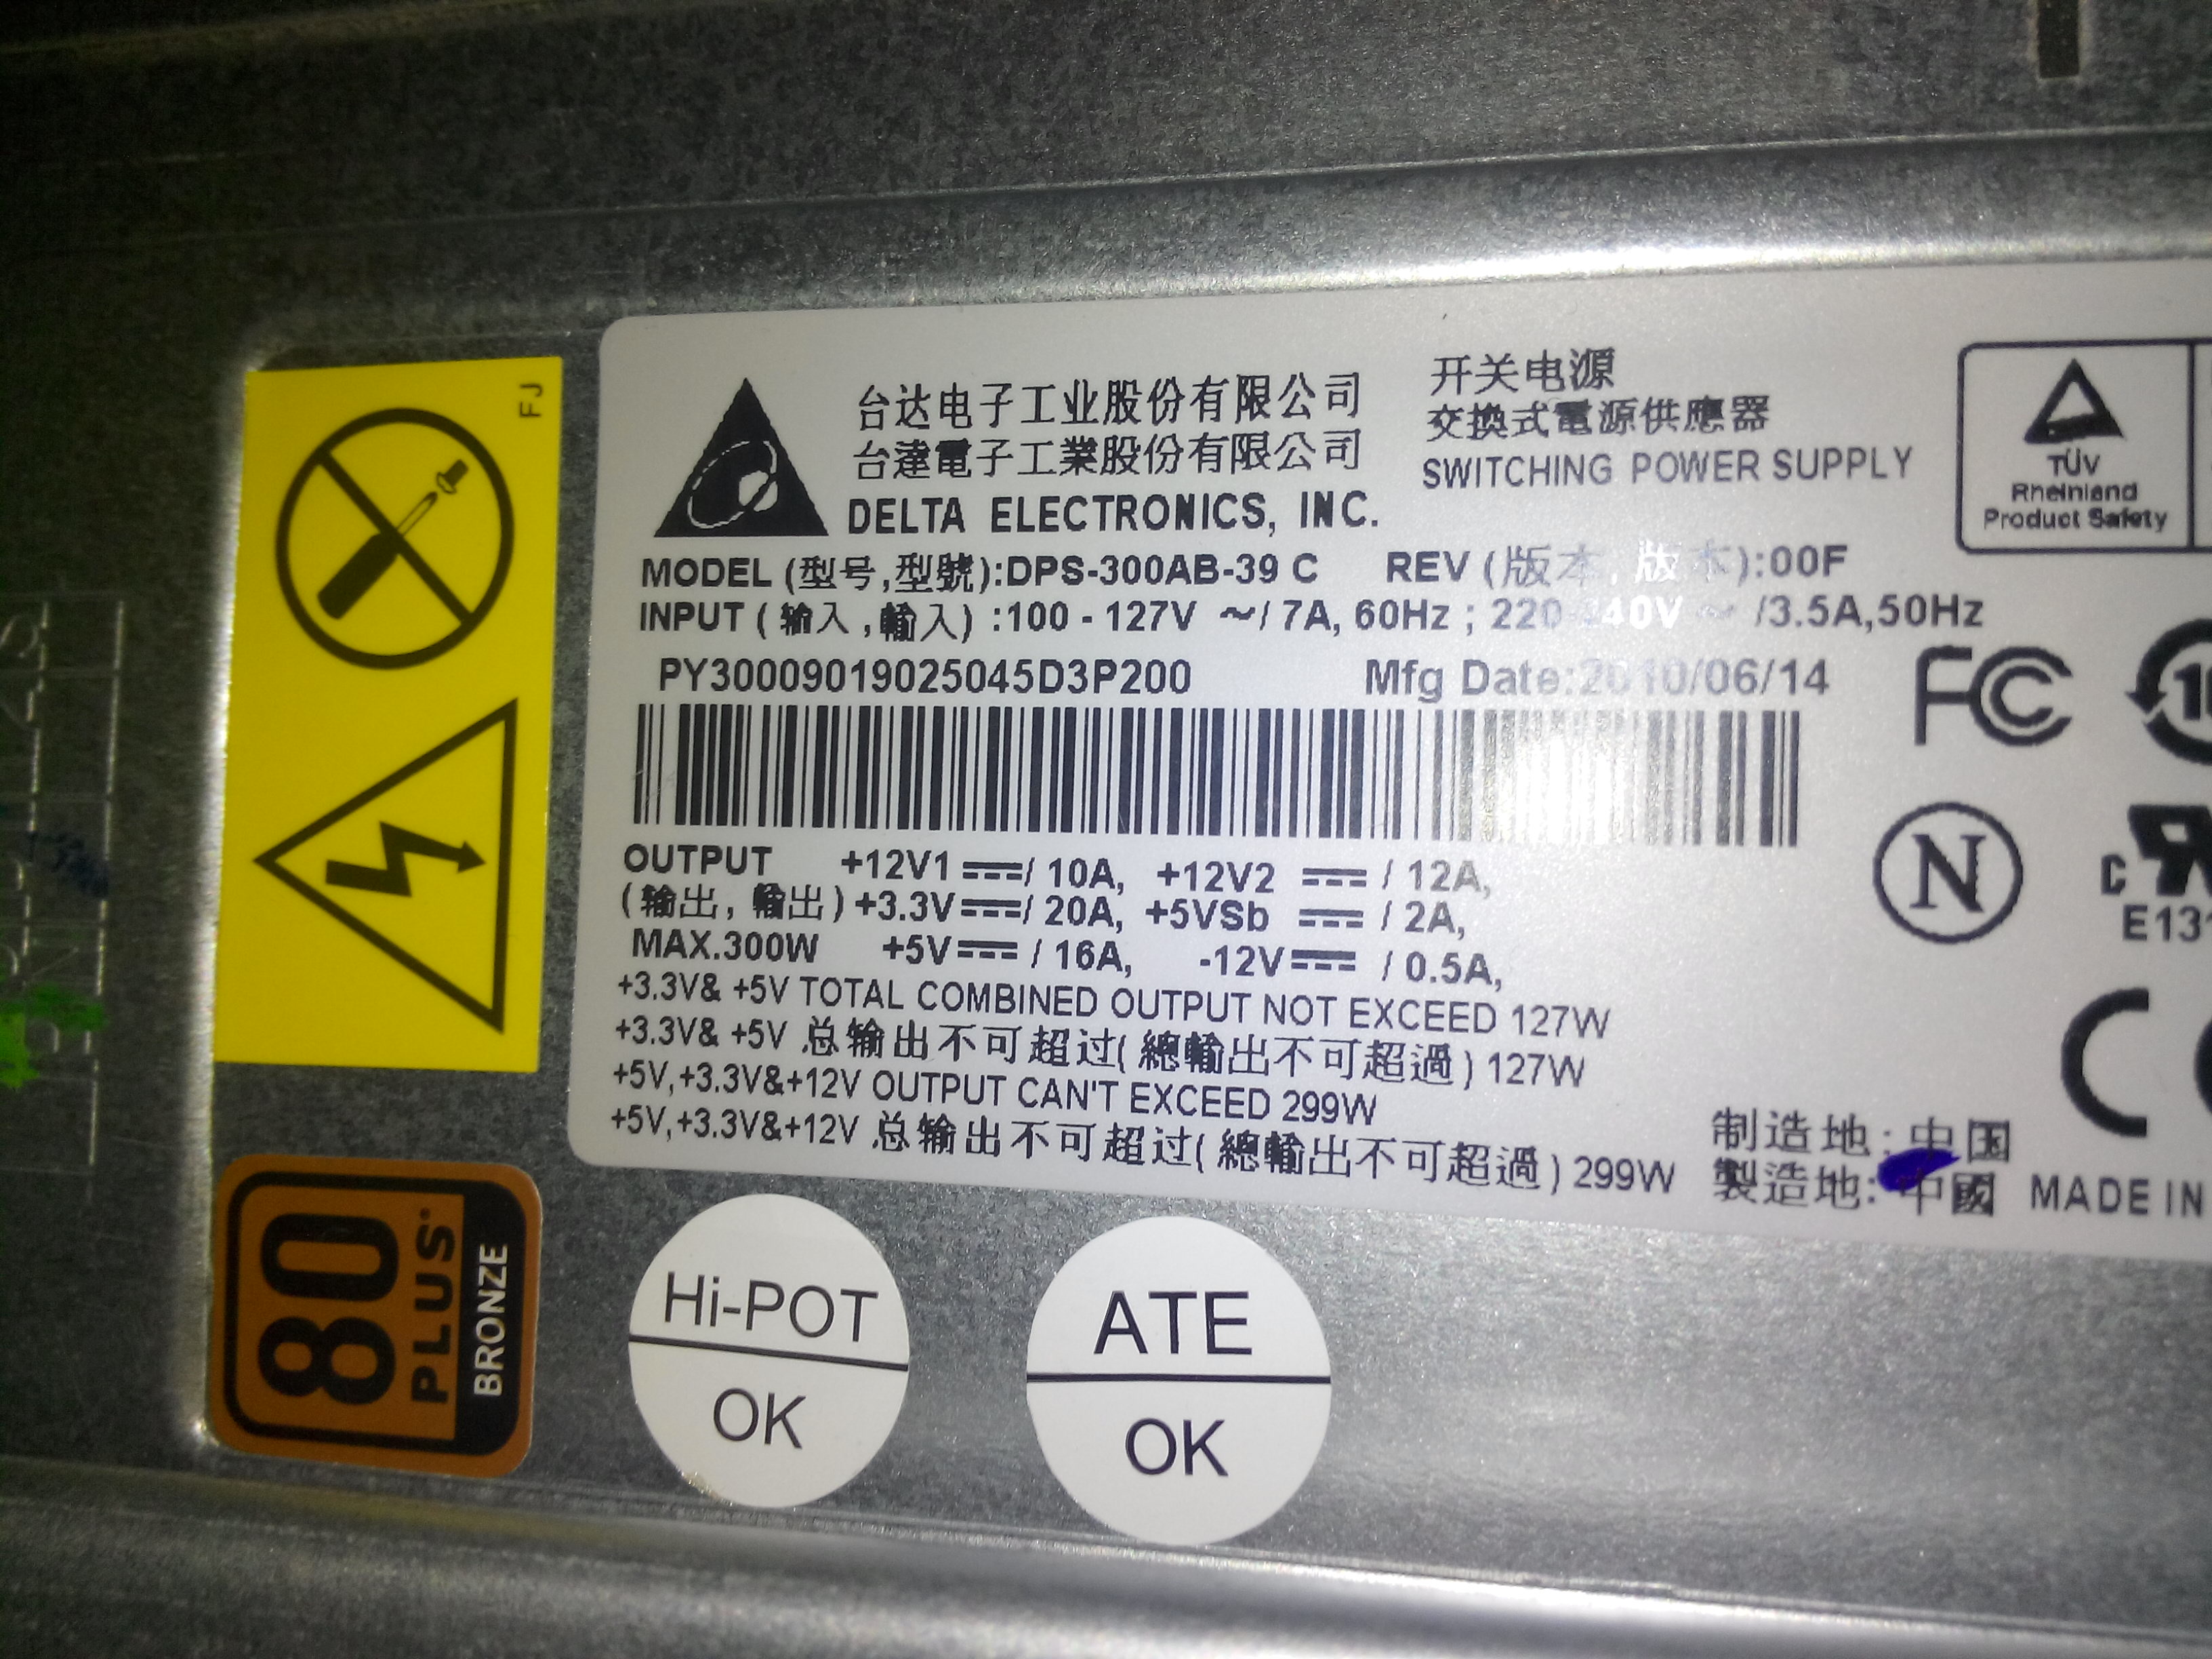 FJ
台达电子工业股份有限公司
台達電子工業股份有限公司
DELTA ELECTRONICS, INC.
开关电源
交換式電源供應器
SWITCHING POWER SUPPLY
TÜV
Rheinland
Product Safety
MODEL (型号,型號):DPS-300AB-39 C REV (版本, 版本):00F
INPUT (输入,輸入) :100 - 127V ～/ 7A, 60Hz ; 220-240V ～ /3.5A,50Hz
PY30009019025045D3P200 Mfg Date:2010/06/14
FC
10
N
C
E131
OUTPUT +12V1 ⎓/ 10A, +12V2 ⎓ / 12A,
(输出, 輸出) +3.3V⎓/ 20A, +5VSb ⎓ / 2A,
MAX.300W +5V⎓ / 16A, -12V⎓ / 0.5A,
+3.3V& +5V TOTAL COMBINED OUTPUT NOT EXCEED 127W
+3.3V& +5V 总输出不可超过( 總輸出不可超過 ) 127W
+5V,+3.3V&+12V OUTPUT CAN'T EXCEED 299W
+5V,+3.3V&+12V 总输出不可超过( 總輸出不可超過 ) 299W
制造地: 中国
製造地: 中國 MADE IN
80
PLUS
BRONZE
Hi-POT
OK
ATE
OK